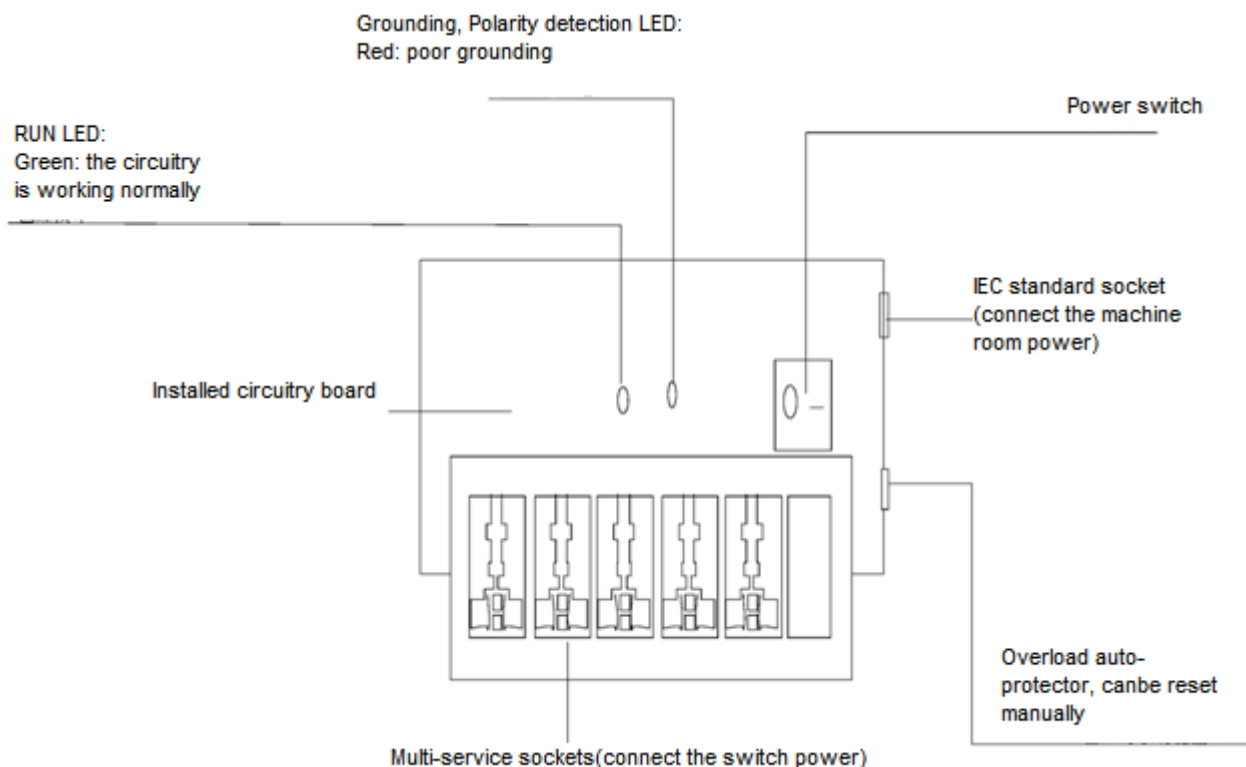 Grounding, Polarity detection LED:
Red: poor grounding
Power switch
RUN LED:
Green: the circuitry
is working normally
IEC standard socket
(connect the machine
room power)
Installed circuitry board
Overload auto-
protector, canbe reset
manually
Multi-service sockets(connect the switch power)